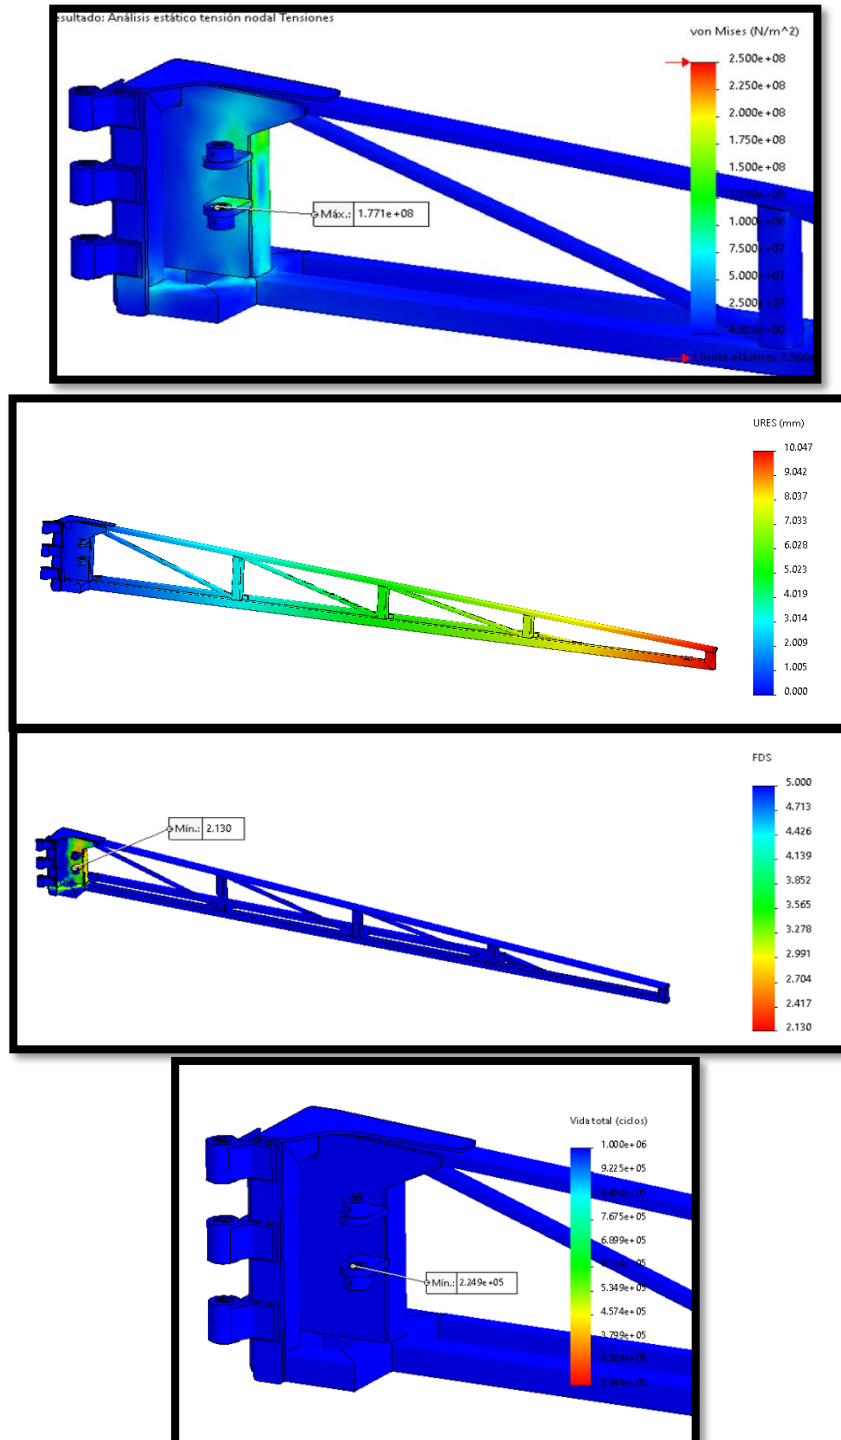 esultado: Análisis estático tensión nodal Tensiones
von Mises (N/m^2)
2.500e+08
2.250e+08
2.000e+08
1.750e+08
1.500e+08
1.000e+08
7.500e+07
5.000e+07
2.500e+07
Límite elástico: 2.500e
Máx.: 1.771e+08
URES (mm)
10.047
9.042
8.037
7.033
6.028
5.023
4.019
3.014
2.009
1.005
0.000
FDS
5.000
4.713
4.426
4.139
3.852
3.565
3.278
2.991
2.704
2.417
2.130
Mín.: 2.130
Vida total (ciclos)
1.000e+06
9.225e+05
7.675e+05
6.899e+05
5.349e+05
4.574e+05
3.799e+05
Mín.: 2.249e+05